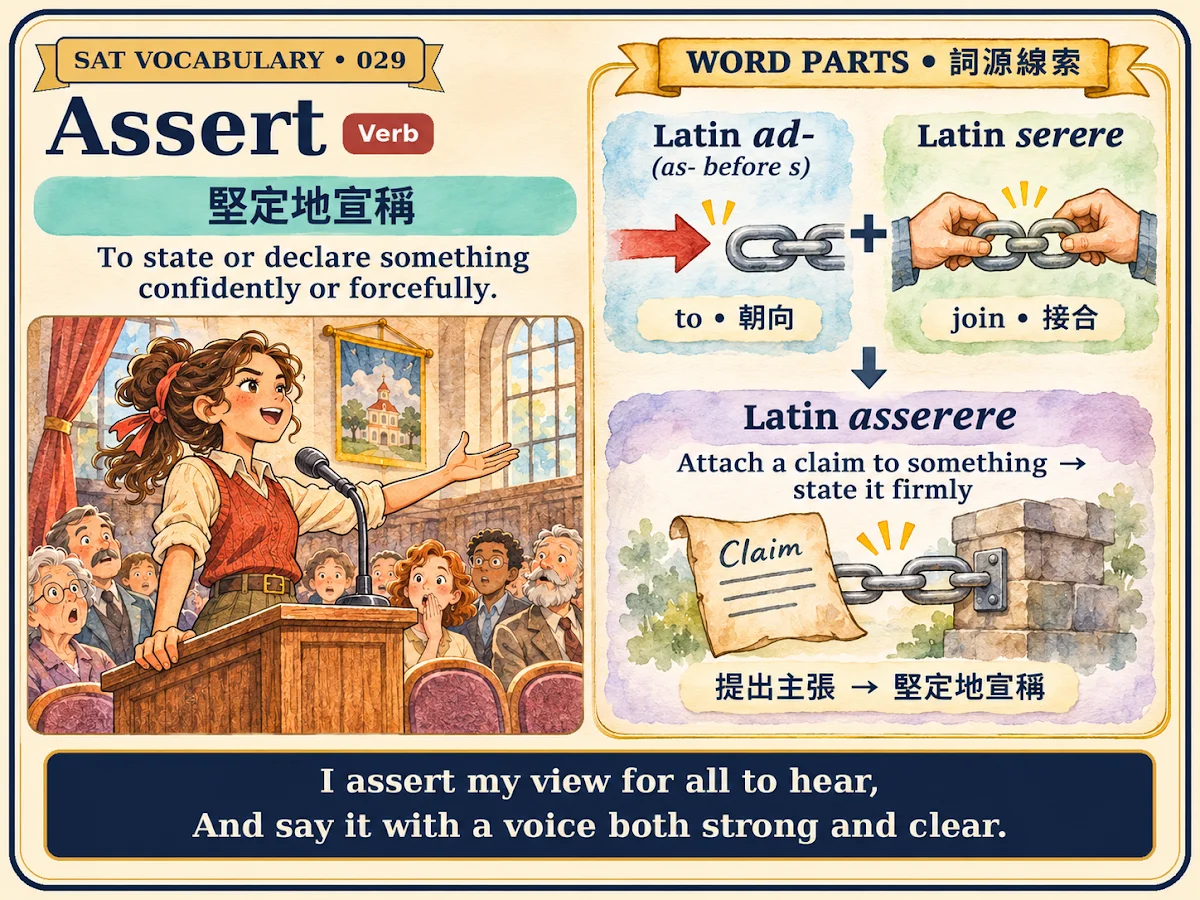 SAT VOCABULARY • 029
Assert Verb
堅定地宣稱
To state or declare something
confidently or forcefully.
WORD PARTS • 詞源線索
Latin ad-
(as- before s)
to • 朝向
+
Latin serere
join • 接合
Latin asserere
Attach a claim to something →
state it firmly
Claim
提出主張 → 堅定地宣稱
I assert my view for all to hear,
And say it with a voice both strong and clear.